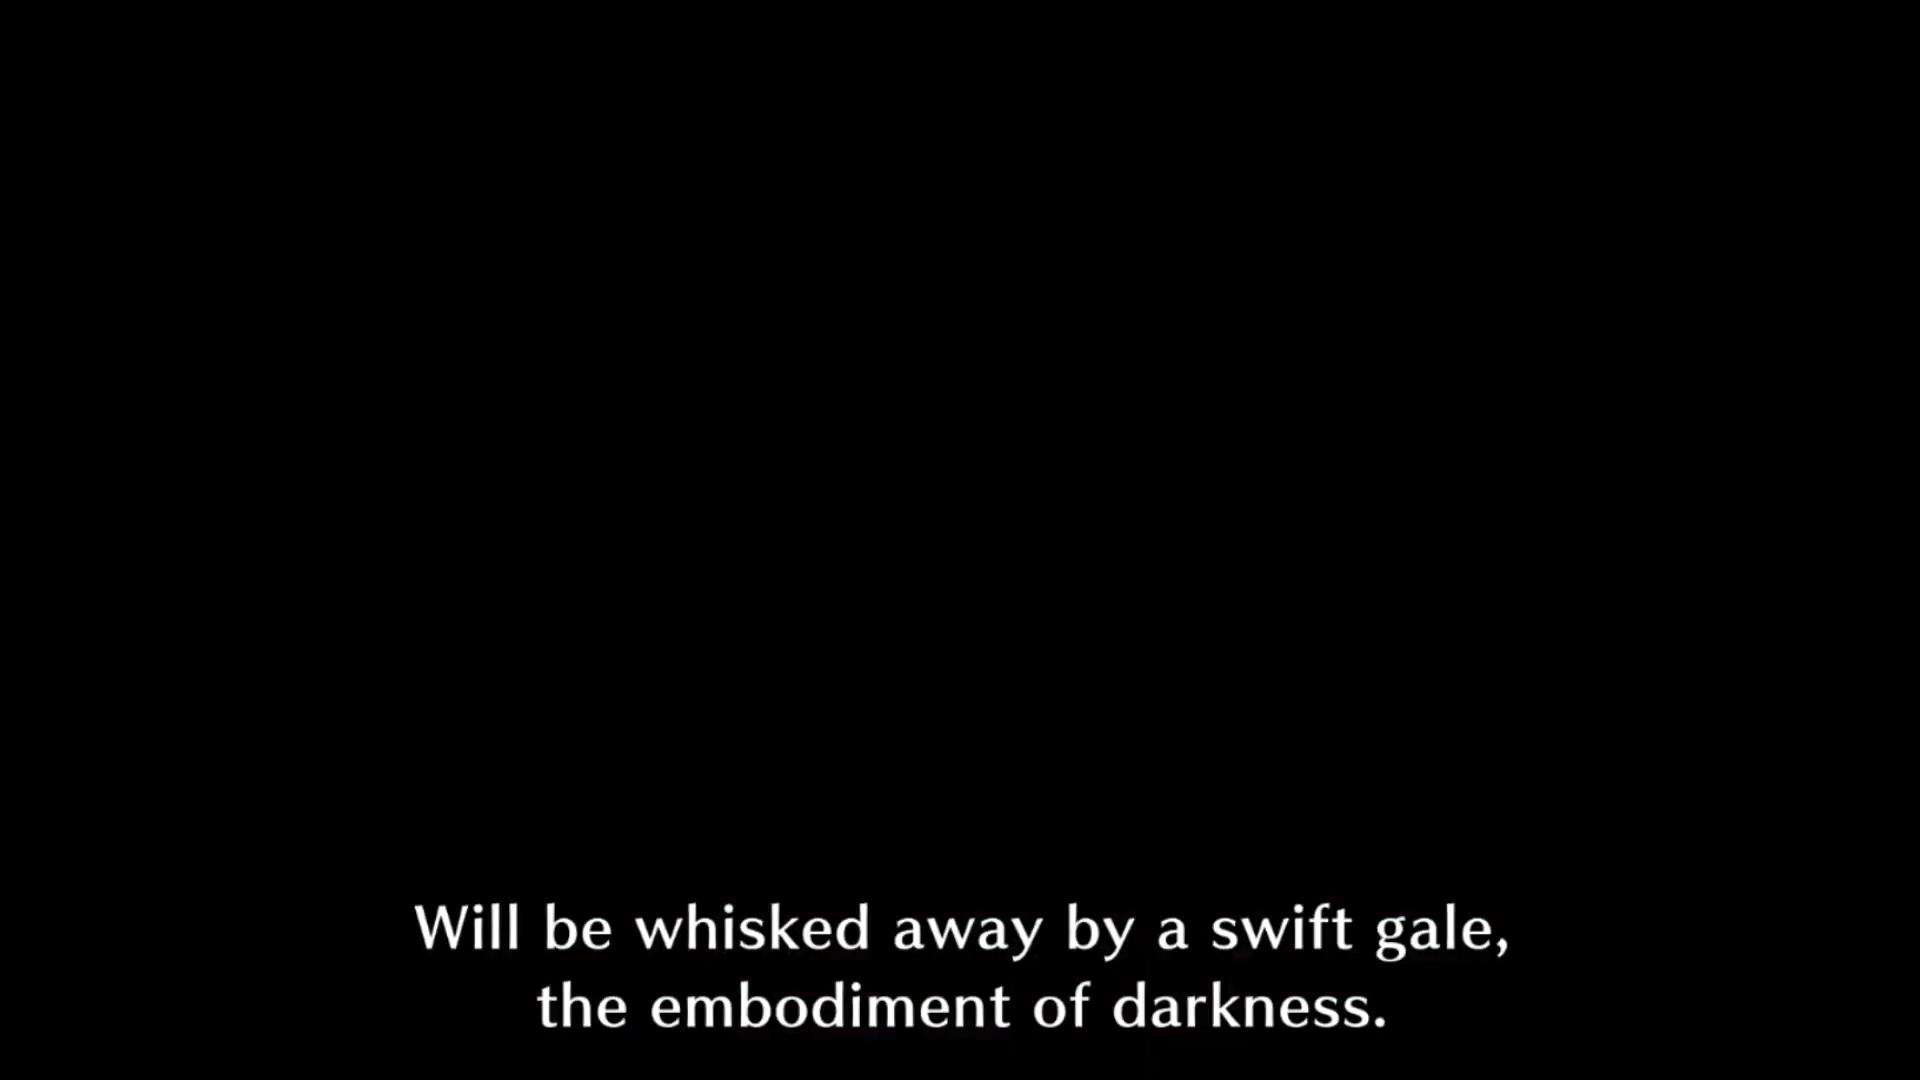 Will be whisked away by a swift gale,
the embodiment of darkness.